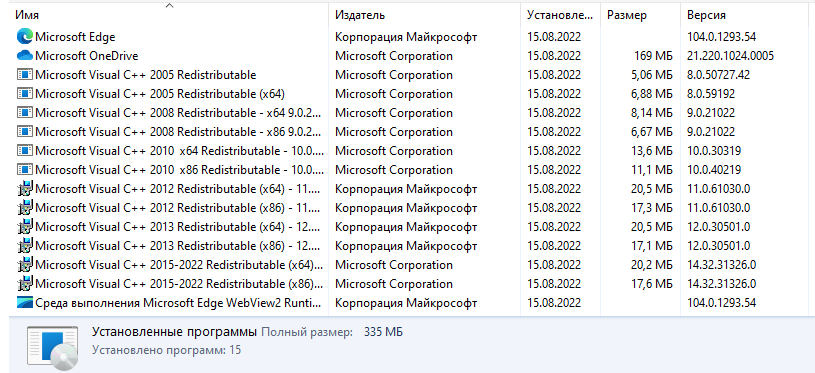 Имя Издатель Установле... Размер Версия
Microsoft Edge Корпорация Майкрософт 15.08.2022 104.0.1293.54
Microsoft OneDrive Microsoft Corporation 15.08.2022 169 МБ 21.220.1024.0005
Microsoft Visual C++ 2005 Redistributable Microsoft Corporation 15.08.2022 5,06 МБ 8.0.50727.42
Microsoft Visual C++ 2005 Redistributable (x64) Microsoft Corporation 15.08.2022 6,88 МБ 8.0.59192
Microsoft Visual C++ 2008 Redistributable - x64 9.0.2... Microsoft Corporation 15.08.2022 8,14 МБ 9.0.21022
Microsoft Visual C++ 2008 Redistributable - x86 9.0.2... Microsoft Corporation 15.08.2022 6,67 МБ 9.0.21022
Microsoft Visual C++ 2010 x64 Redistributable - 10.0.... Microsoft Corporation 15.08.2022 13,6 МБ 10.0.30319
Microsoft Visual C++ 2010 x86 Redistributable - 10.0.... Microsoft Corporation 15.08.2022 11,1 МБ 10.0.40219
Microsoft Visual C++ 2012 Redistributable (x64) - 11.... Корпорация Майкрософт 15.08.2022 20,5 МБ 11.0.61030.0
Microsoft Visual C++ 2012 Redistributable (x86) - 11.... Корпорация Майкрософт 15.08.2022 17,3 МБ 11.0.61030.0
Microsoft Visual C++ 2013 Redistributable (x64) - 12.... Корпорация Майкрософт 15.08.2022 20,5 МБ 12.0.30501.0
Microsoft Visual C++ 2013 Redistributable (x86) - 12.... Корпорация Майкрософт 15.08.2022 17,1 МБ 12.0.30501.0
Microsoft Visual C++ 2015-2022 Redistributable (x64)... Microsoft Corporation 15.08.2022 20,2 МБ 14.32.31326.0
Microsoft Visual C++ 2015-2022 Redistributable (x86)... Microsoft Corporation 15.08.2022 17,6 МБ 14.32.31326.0
Среда выполнения Microsoft Edge WebView2 Runti... Корпорация Майкрософт 15.08.2022 104.0.1293.54
Установленные программы Полный размер: 335 МБ
Установлено программ: 15